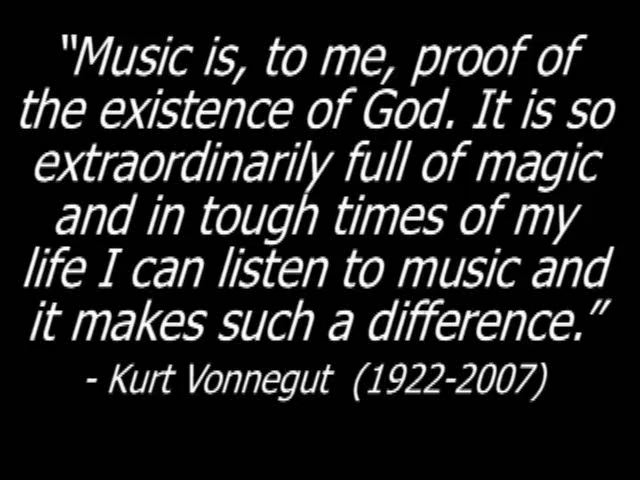 “Music is, to me, proof of
the existence of God. It is so
extraordinarily full of magic
and in tough times of my
life I can listen to music and
it makes such a difference.”
- Kurt Vonnegut  (1922-2007)